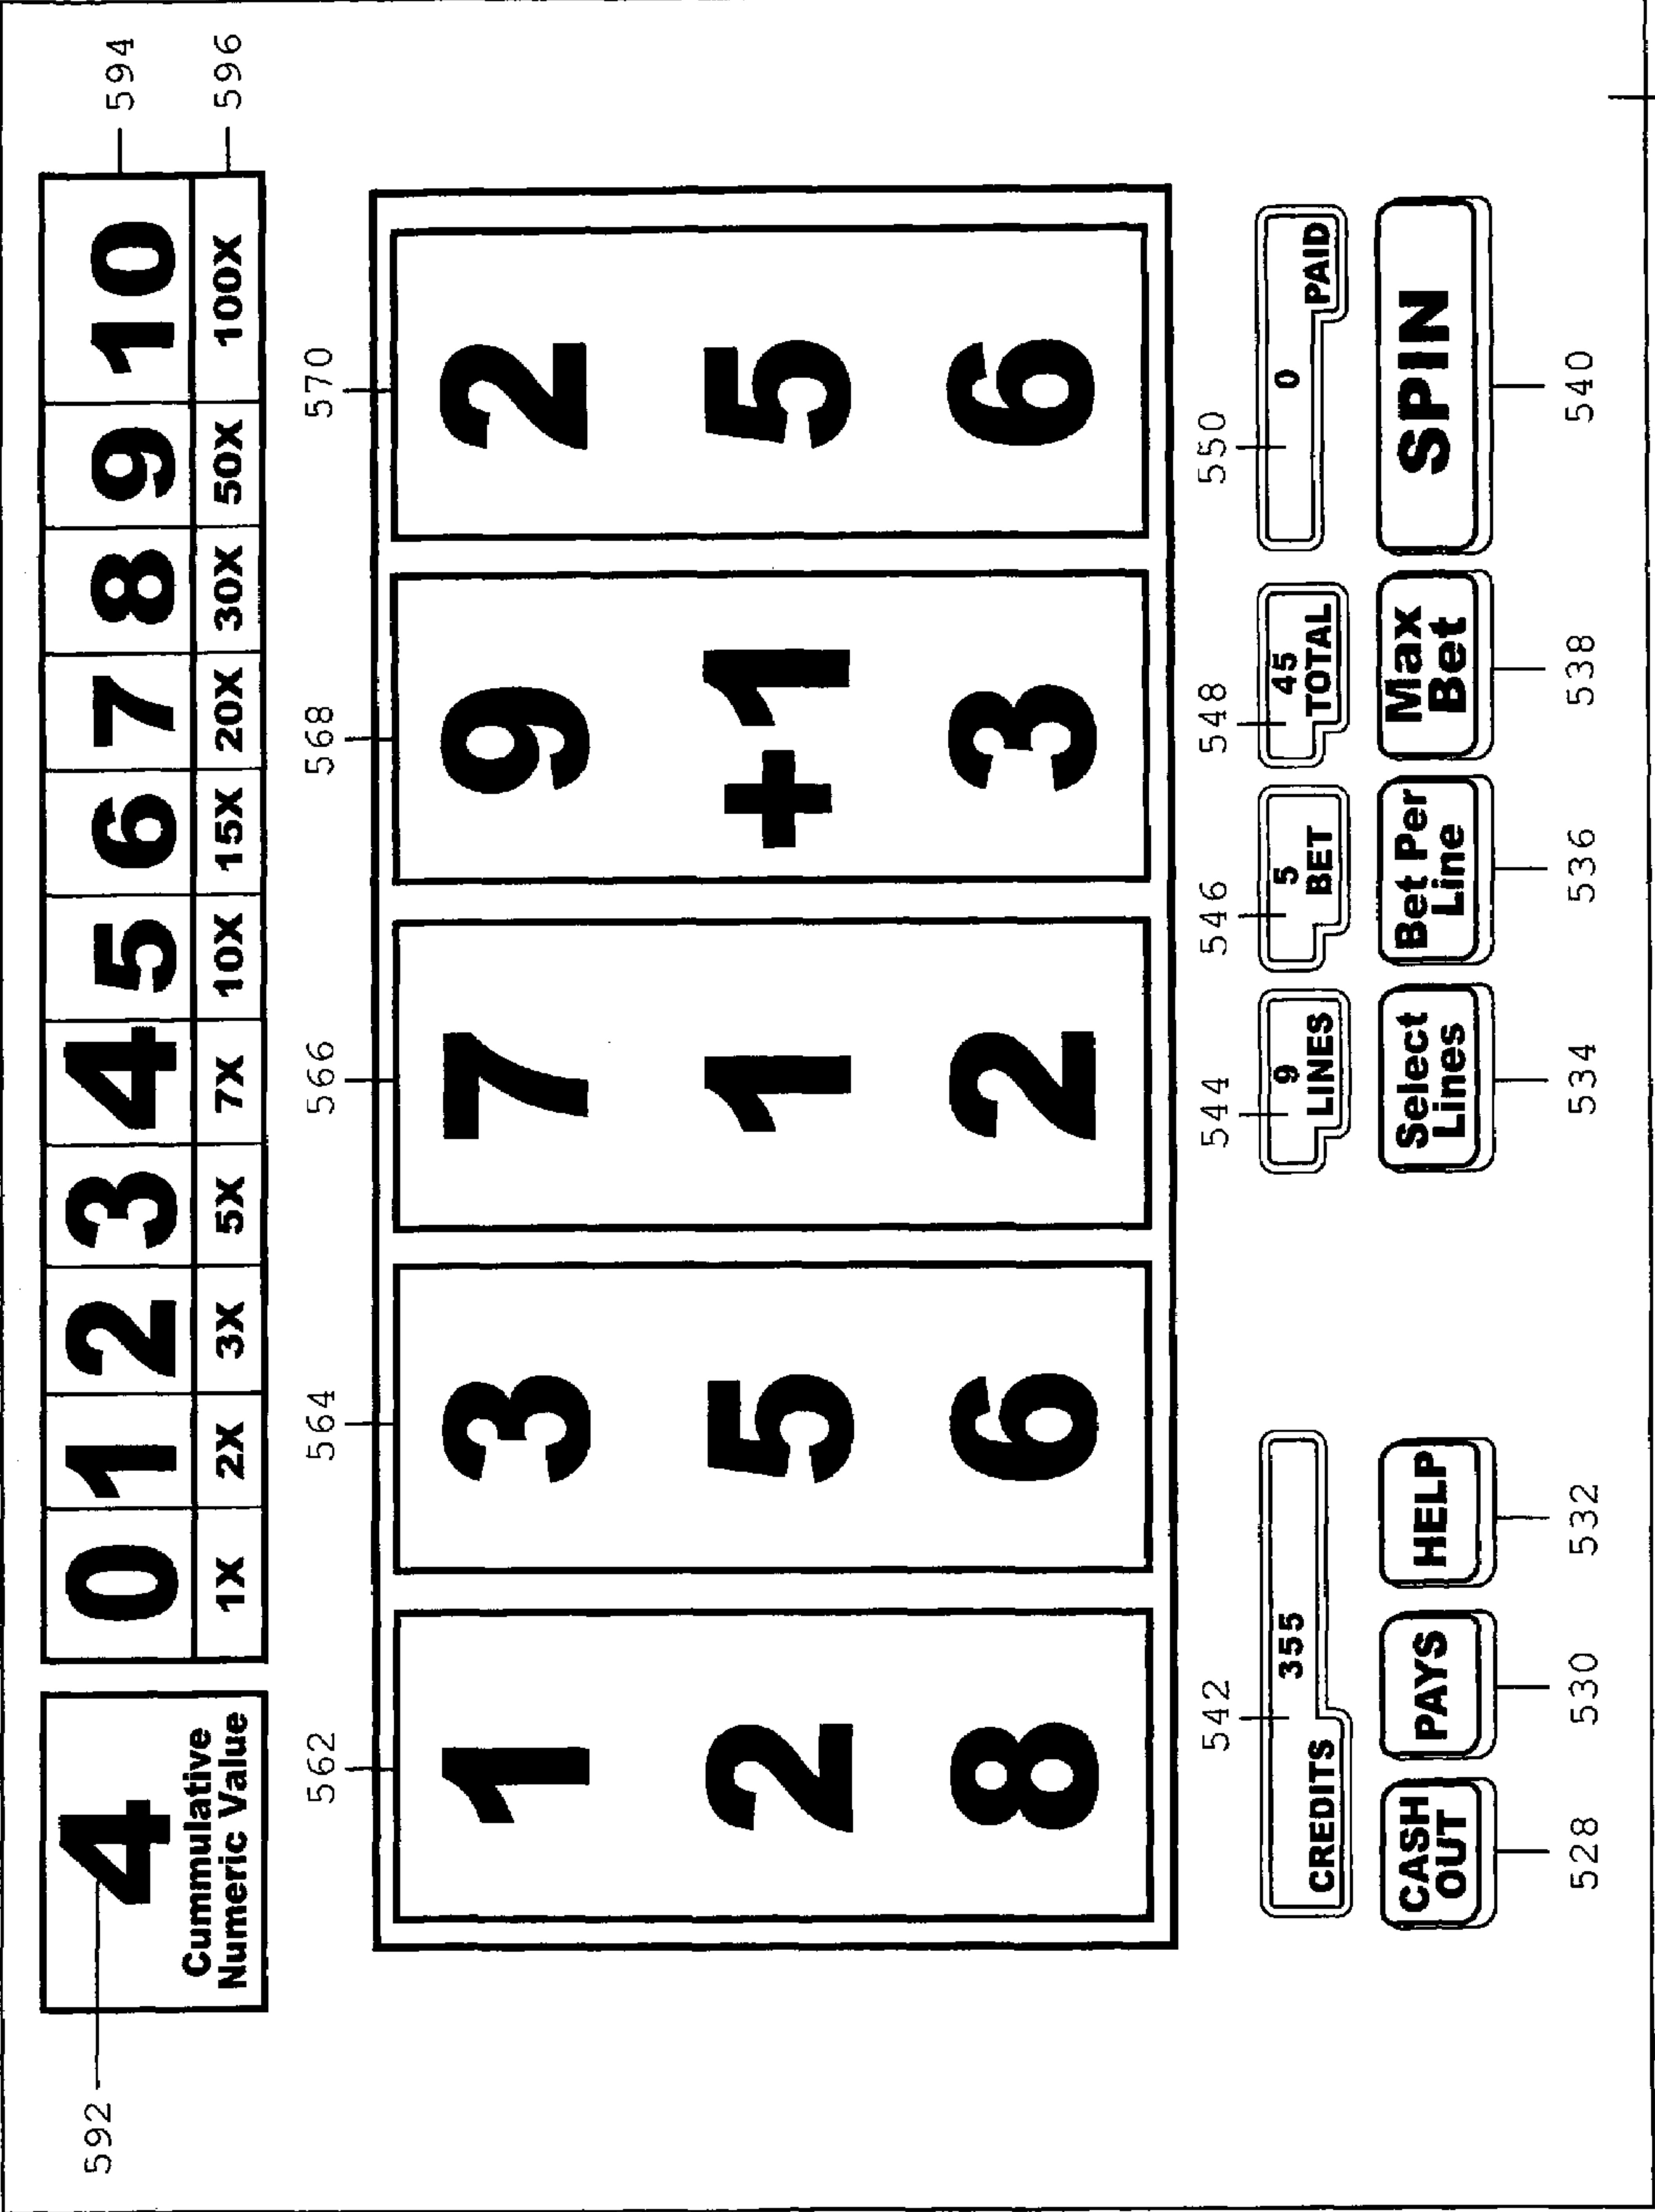 592
4
Cummulative
Numeric Value
0 1 2 3 4 5 6 7 8 9 10
594
1X 2X 3X 5X 7X 10X 15X 20X 30X 50X 100X
596
562 564 566 568 570
1 3 7 9 2
2 5 1 +1 5
8 6 2 3 6
542 544 546 548 550
355 9 5 45 0
CREDITS LINES BET TOTAL PAID
CASH
OUT
PAYS
HELP
Select
Lines
Bet Per
Line
Max
Bet
SPIN
528 530 532 534 536 538 540